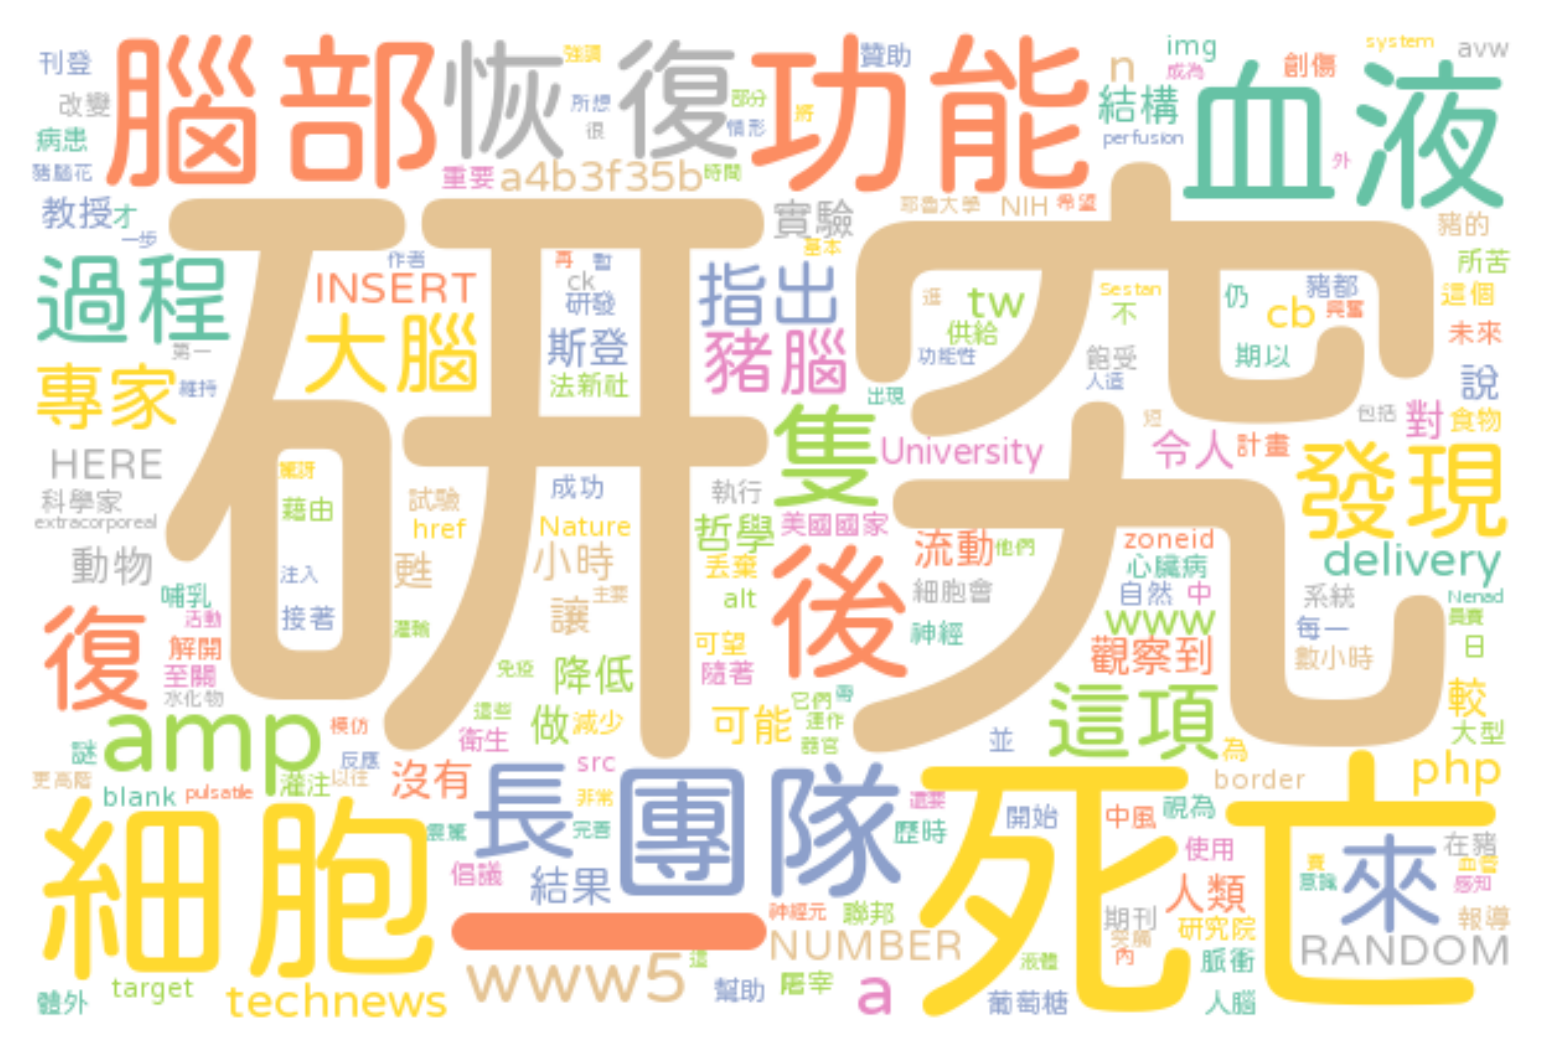 刊登
腦部
恢復
強調
功能
贊助
img
system
avw
n
成為
創傷
血液
改變
所想
部分
很
情形
將
結構
perfusion
外
病患
豬腦花
重要
a4b3f35b
時間
教授
才
一步
研究
實驗
耶魯大學
NIH
希望
豬的
基本
作者
再
暫
過程
INSERT
ck
研發
指出
逛
tw
Sestan
不
仍
豬都
興奮
cb
所苦
這個
大腦
斯登
豬腦
供給
功能性
飽受
期以
未來
第一
專家
維持
法新社
出現
人造
說
包括
短
對
食物
隻
University
令人
計畫
發現
HERE
驚訝
科學家
extracorporeal
藉由
試驗
href
成功
執行
Nature
哲學
美國國家
流動
他們
zoneid
delivery
動物
注入
甦
小時
丟棄
後
細胞會
心臟病
自然
中
系統
Nenad
哺乳
活動
接著
讓
主要
alt
神經
www
每一
員賽
日
復
解開
至關
水化物
灌輸
可望
隨著
觀察到
數小時
免疫
降低
它們
帶
運作
器官
這項
較
大型
謎
amp
模仿
反應
這些
衛生
做
減少
可能
並
為
更高階
blank
pulsatile
灌注
以往
沒有
src
border
php
細胞
震驚
長
非常
完善
團隊
還要
歷時
開始
死亡
中風
視為
使用
來
在豬
血管
意識
感知
倡議
結果
一
神經元
聯邦
人類
期刊
研究院
突觸
內
報導
NUMBER
RANDOM
體外
target
technews
www5
這
幫助
屠宰
a
液體
葡萄糖
脈衝
人腦